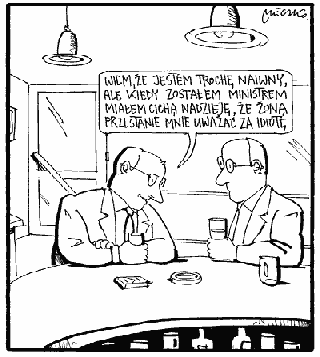 WIEM, ŻE JESTEM TROCHĘ NAIWNY,
ALE KIEDY ZOSTAŁEM MINISTREM
MIAŁEM CICHĄ NADZIEJĘ, ŻE ŻONA
PRZESTANIE MNIE UWAŻAĆ ZA IDIOTĘ,